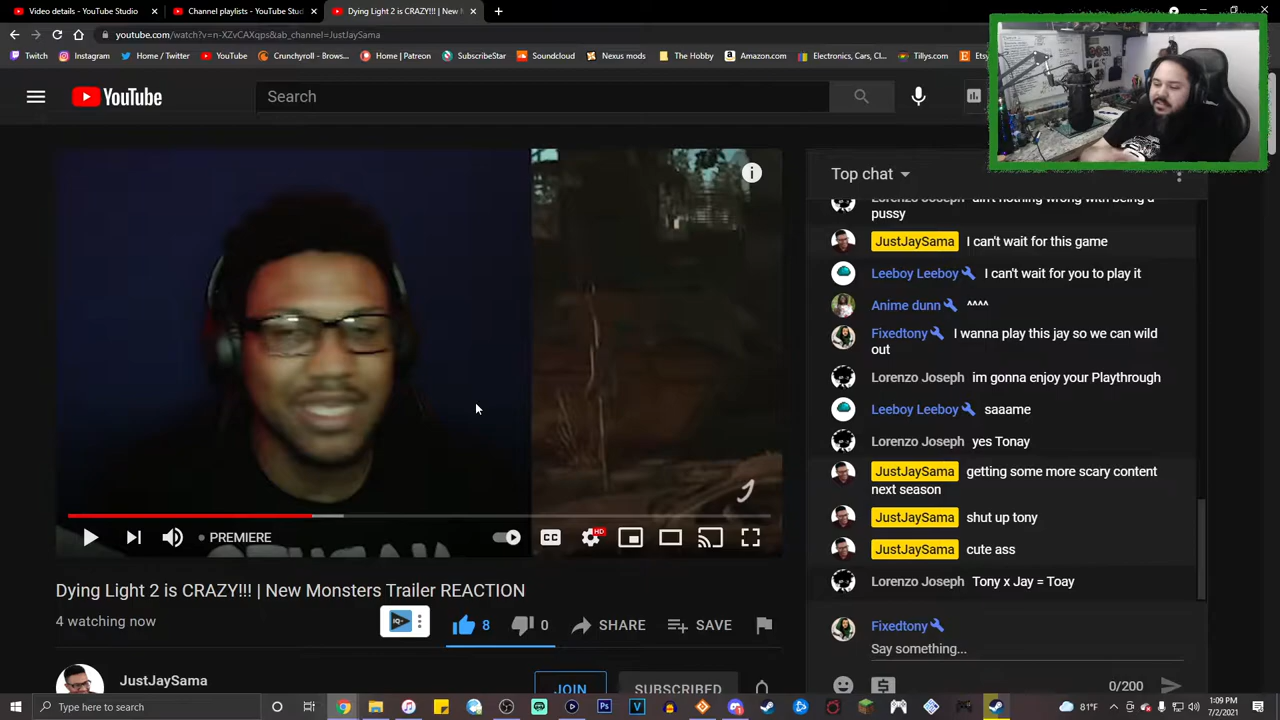 Video details - YouTube Studio
Channel playlists - YouTube Stud
Dying Light 2 is CRAZY!!! | New M
youtube.com/watch?v=n-XZvCAXqps&ab_channel=JustJaySama
Twitch Instagram Home / Twitter YouTube Crunchyroll - Brows... Home | Patreon SocialBeeStar Soundcloud Nexus mods The Hobby Amazon.com Electronics, Cars, Cl... Tillys.com Ets
YouTube
Search
Top chat
pussy
JustJaySama I can't wait for this game
Leeboy Leeboy I can't wait for you to play it
Anime dunn ^^^^
Fixedtony I wanna play this jay so we can wild
out
Lorenzo Joseph im gonna enjoy your Playthrough
Leeboy Leeboy saaame
Lorenzo Joseph yes Tonay
JustJaySama getting some more scary content
next season
JustJaySama shut up tony
JustJaySama cute ass
Lorenzo Joseph Tony x Jay = Toay
PREMIERE
CC
HD
Dying Light 2 is CRAZY!!! | New Monsters Trailer REACTION
4 watching now
8 0 SHARE SAVE
Fixedtony
Say something...
0/200
JustJaySama
JOIN SUBSCRIBED
Type here to search
81°F
1:09 PM
7/2/2021